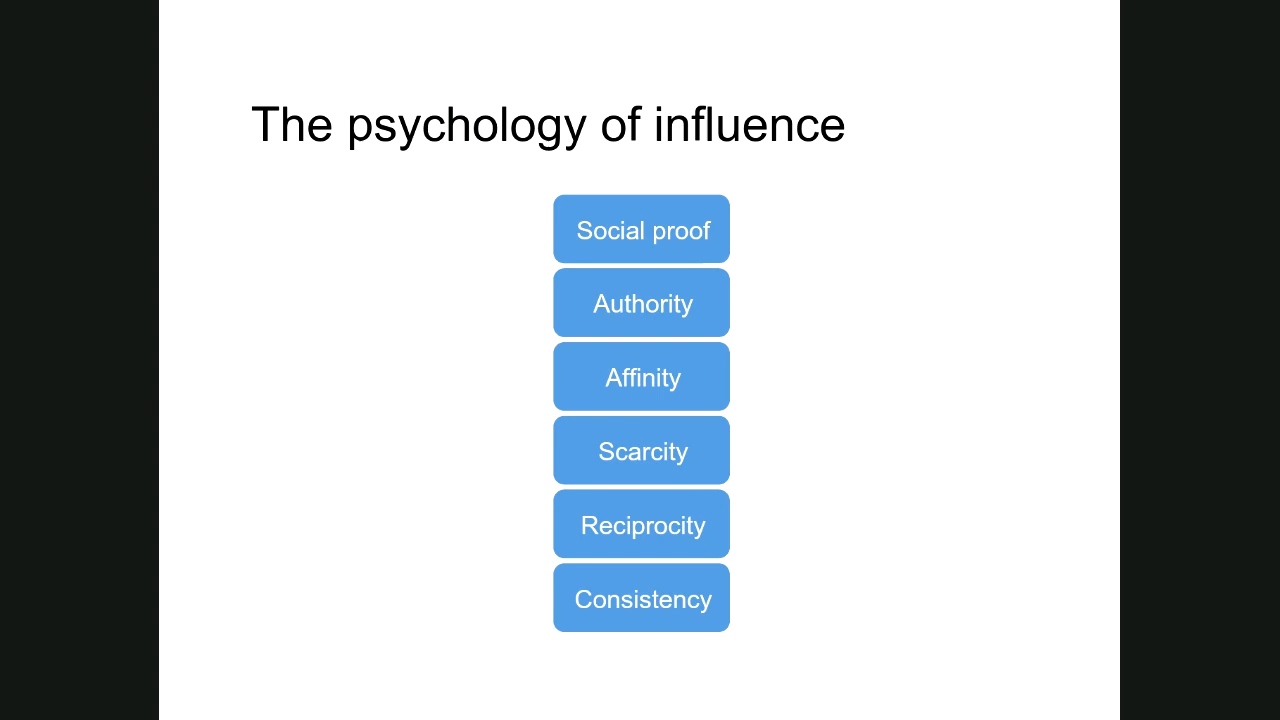 The psychology of influence
Social proof
Authority
Affinity
Scarcity
Reciprocity
Consistency